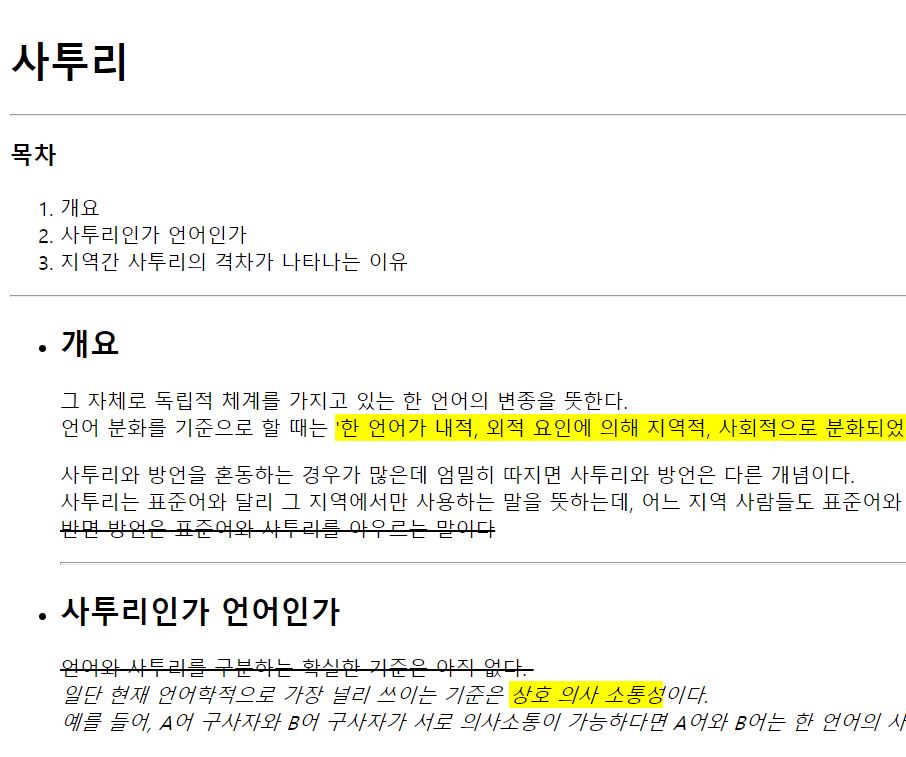 사투리
목차
1. 개요
2. 사투리인가 언어인가
3. 지역간 사투리의 격차가 나타나는 이유
• 개요
그 자체로 독립적 체계를 가지고 있는 한 언어의 변종을 뜻한다.
언어 분화를 기준으로 할 때는 '한 언어가 내적, 외적 요인에 의해 지역적, 사회적으로 분화되었
사투리와 방언을 혼동하는 경우가 많은데 엄밀히 따지면 사투리와 방언은 다른 개념이다.
사투리는 표준어와 달리 그 지역에서만 사용하는 말을 뜻하는데, 어느 지역 사람들도 표준어와
반면 방언은 표준어와 사투리를 아우르는 말이다
• 사투리인가 언어인가
언어와 사투리를 구분하는 확실한 기준은 아직 없다.
일단 현재 언어학적으로 가장 널리 쓰이는 기준은 상호 의사 소통성이다.
예를 들어, A어 구사자와 B어 구사자가 서로 의사소통이 가능하다면 A어와 B어는 한 언어의 사